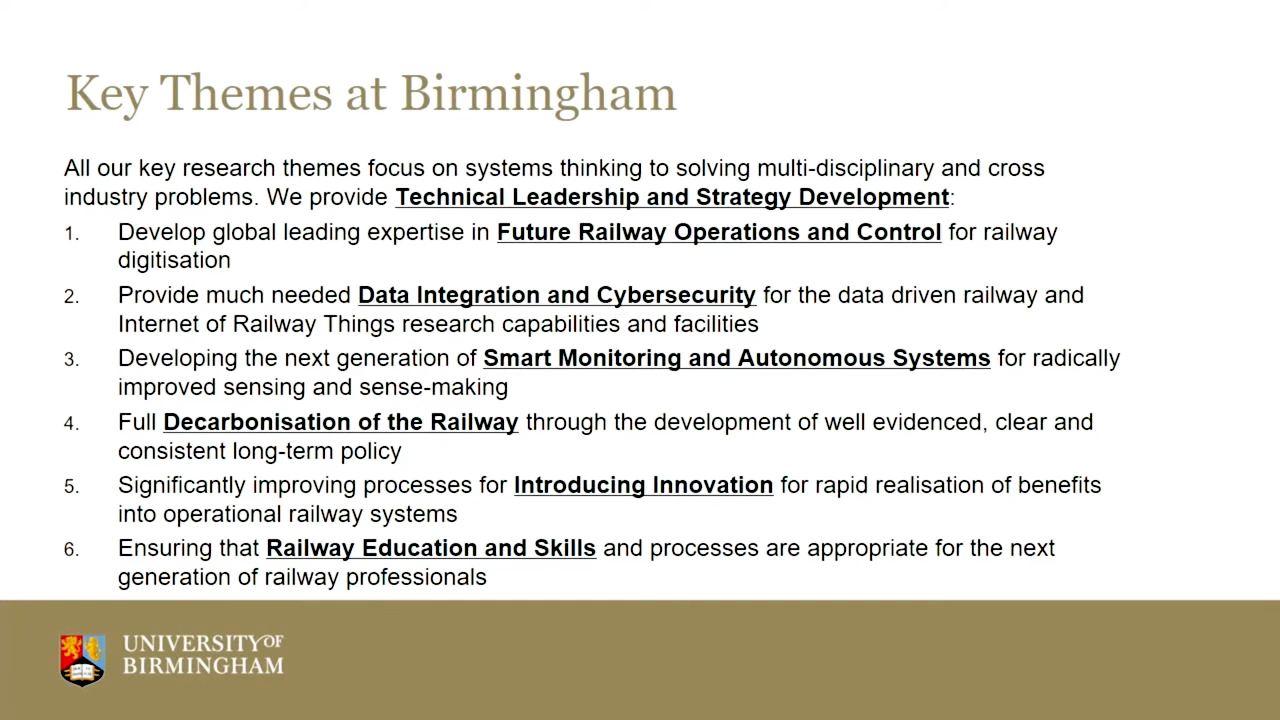 Key Themes at Birmingham
All our key research themes focus on systems thinking to solving multi-disciplinary and cross
industry problems. We provide Technical Leadership and Strategy Development:
1. Develop global leading expertise in Future Railway Operations and Control for railway
digitisation
2. Provide much needed Data Integration and Cybersecurity for the data driven railway and
Internet of Railway Things research capabilities and facilities
3. Developing the next generation of Smart Monitoring and Autonomous Systems for radically
improved sensing and sense-making
4. Full Decarbonisation of the Railway through the development of well evidenced, clear and
consistent long-term policy
5. Significantly improving processes for Introducing Innovation for rapid realisation of benefits
into operational railway systems
6. Ensuring that Railway Education and Skills and processes are appropriate for the next
generation of railway professionals
UNIVERSITY OF
BIRMINGHAM